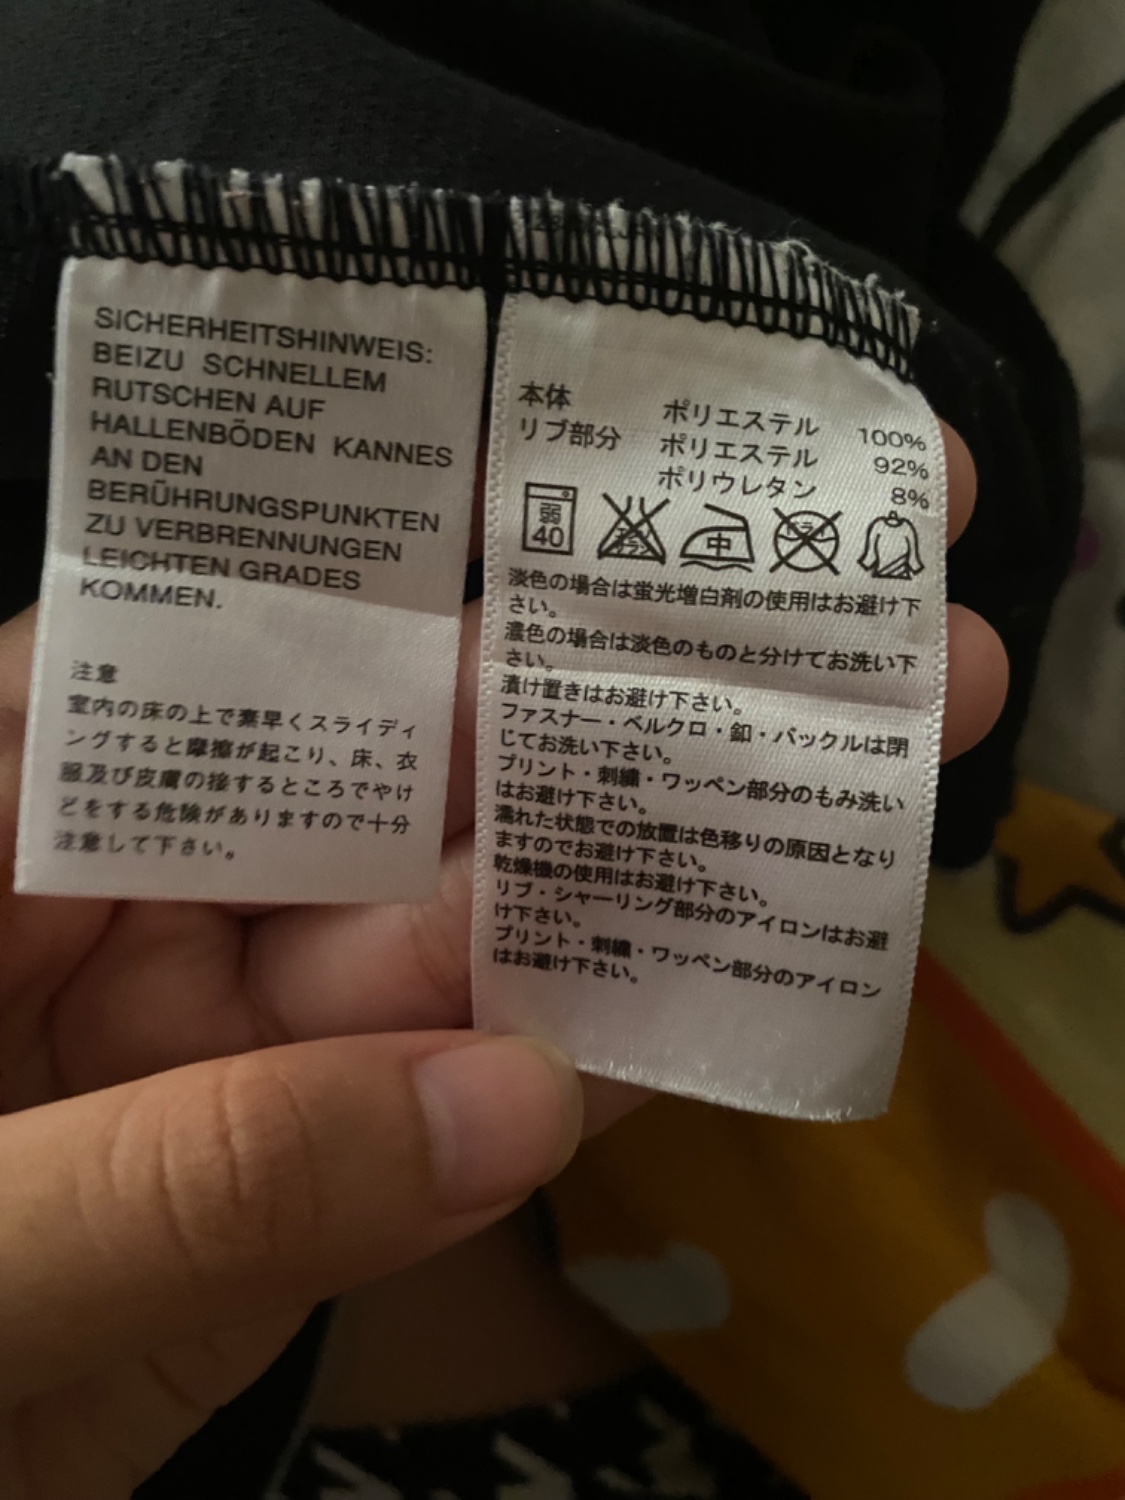 SICHERHEITSHINWEIS:
BEIZU SCHNELLEM
RUTSCHEN AUF
HALLENBÖDEN KANNES
AN DEN
BERÜHRUNGSPUNKTEN
ZU VERBRENNUNGEN
LEICHTEN GRADES
KOMMEN.
注意
室内の床の上で素早くスライディ
ングすると摩擦が起こり、床、衣
服及び皮膚の接するところでやけ
どをする危険がありますので十分
注意して下さい。
本体 ポリエステル 100%
リブ部分 ポリエステル 92%
ポリウレタン 8%
弱
40
エンソ
サラシ
中
ドライ
淡色の場合は蛍光増白剤の使用はお避け下
さい。
濃色の場合は淡色のものと分けてお洗い下
さい。
漬け置きはお避け下さい。
ファスナー・ベルクロ・釦・バックルは閉
じてお洗い下さい。
プリント・刺繍・ワッペン部分のもみ洗い
はお避け下さい。
濡れた状態での放置は色移りの原因となり
ますのでお避け下さい。
乾燥機の使用はお避け下さい。
リブ・シャーリング部分のアイロンはお避
け下さい。
プリント・刺繍・ワッペン部分のアイロン
はお避け下さい。